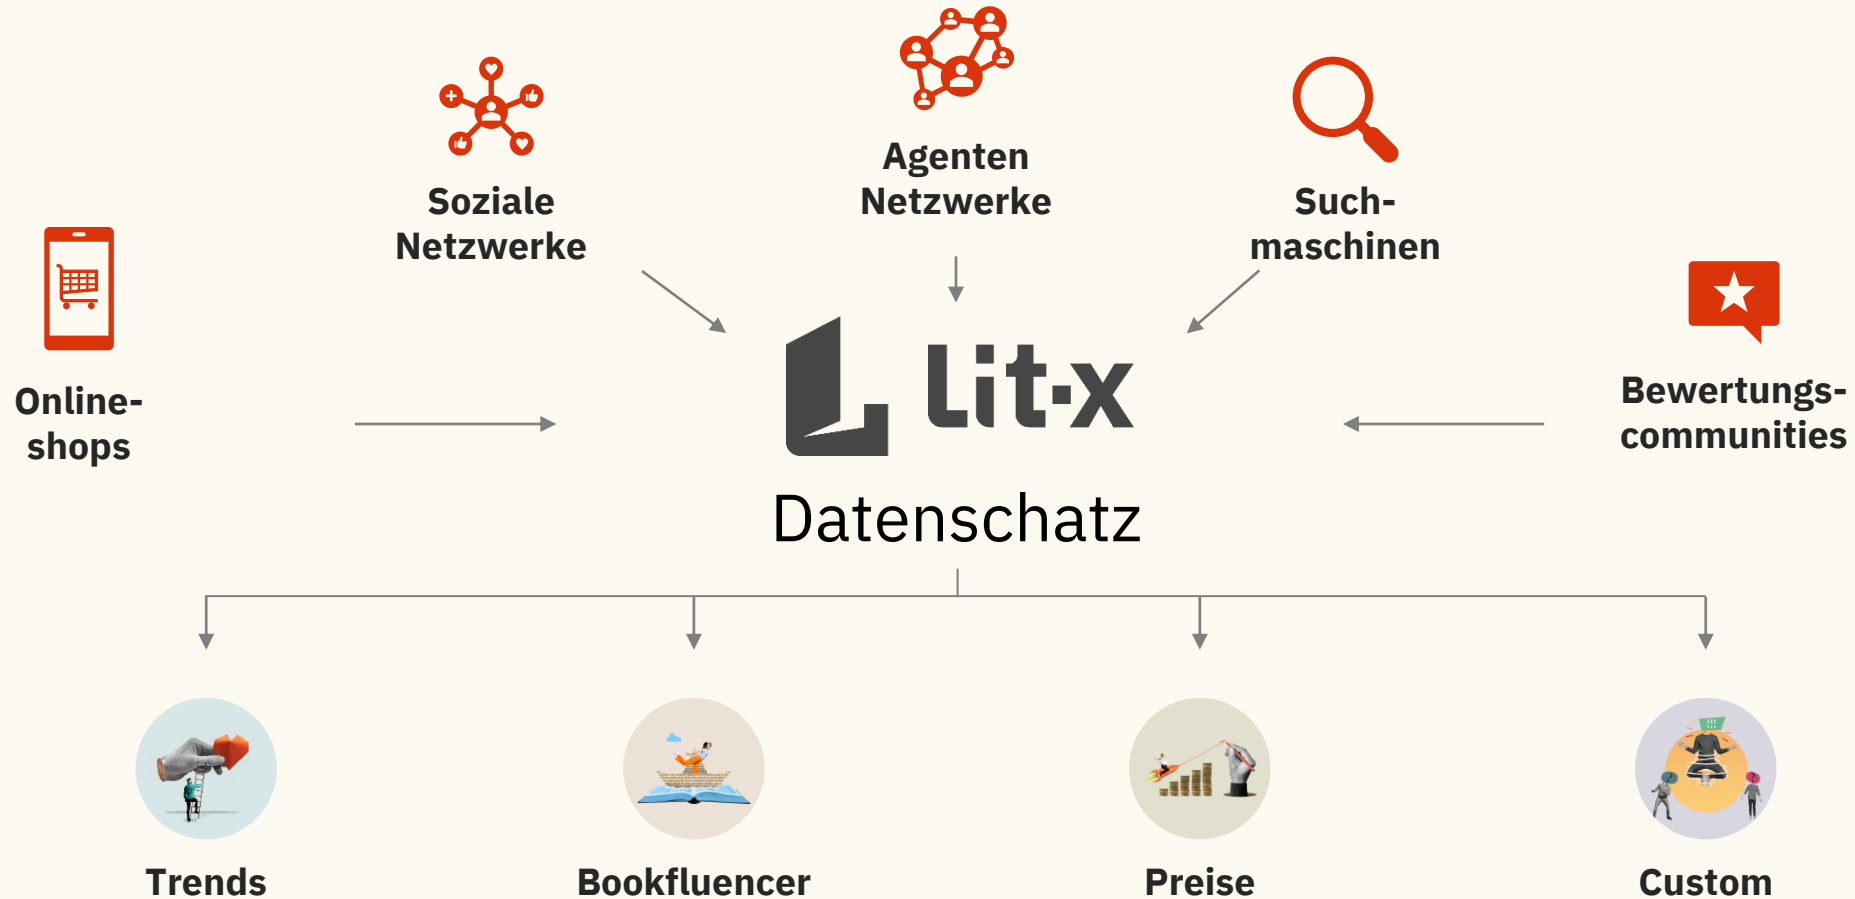 Agenten
Netzwerke
Soziale
Netzwerke
Such-
maschinen
Online-
shops
Lit·x
Bewertungs-
communities
Datenschatz
Trends
Bookfluencer
Preise
Custom